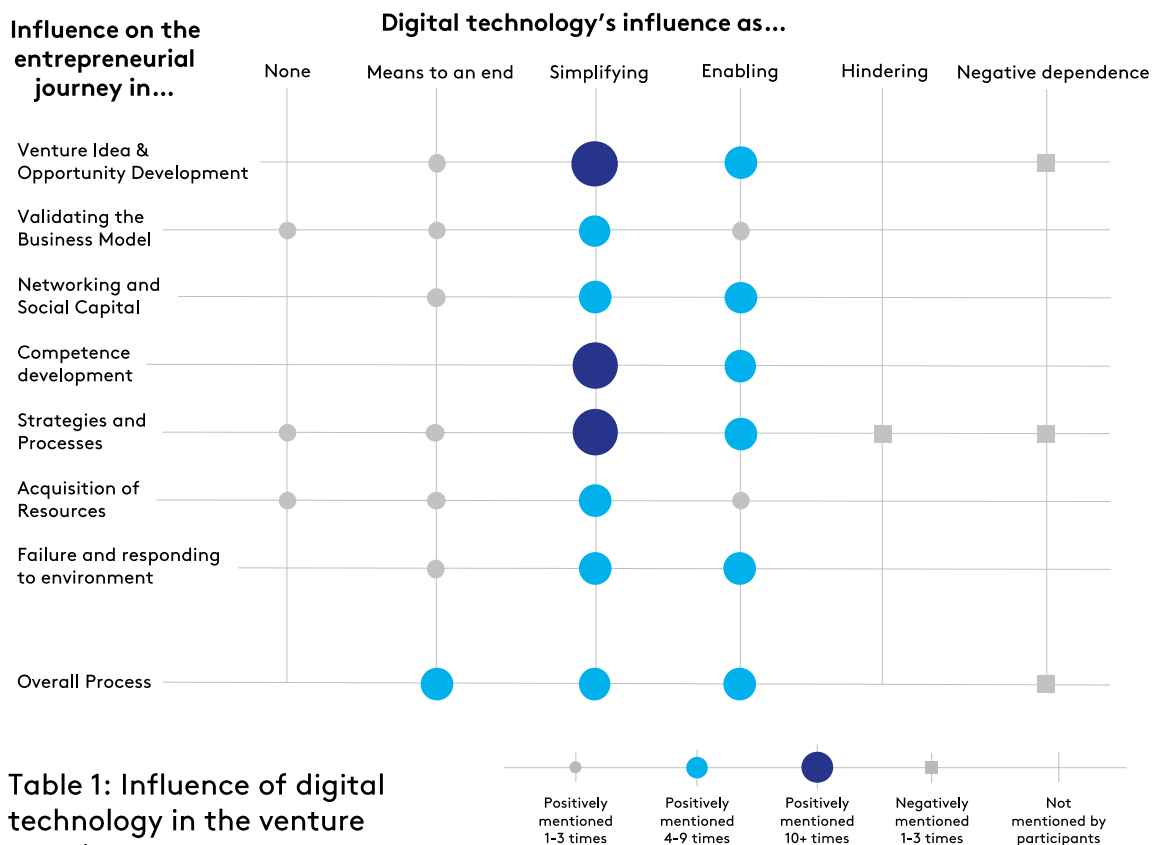 Influence on the
entrepreneurial
journey in...
Digital technology’s influence as...
None
Means to an end
Simplifying
Enabling
Hindering
Negative dependence
Venture Idea &
Opportunity Development
Validating the
Business Model
Networking and
Social Capital
Competence
development
Strategies and
Processes
Acquisition of
Resources
Failure and responding
to environment
Overall Process
Table 1: Influence of digital
technology in the venture
Positively
mentioned
1-3 times
Positively
mentioned
4-9 times
Positively
mentioned
10+ times
Negatively
mentioned
1-3 times
Not
mentioned by
participants